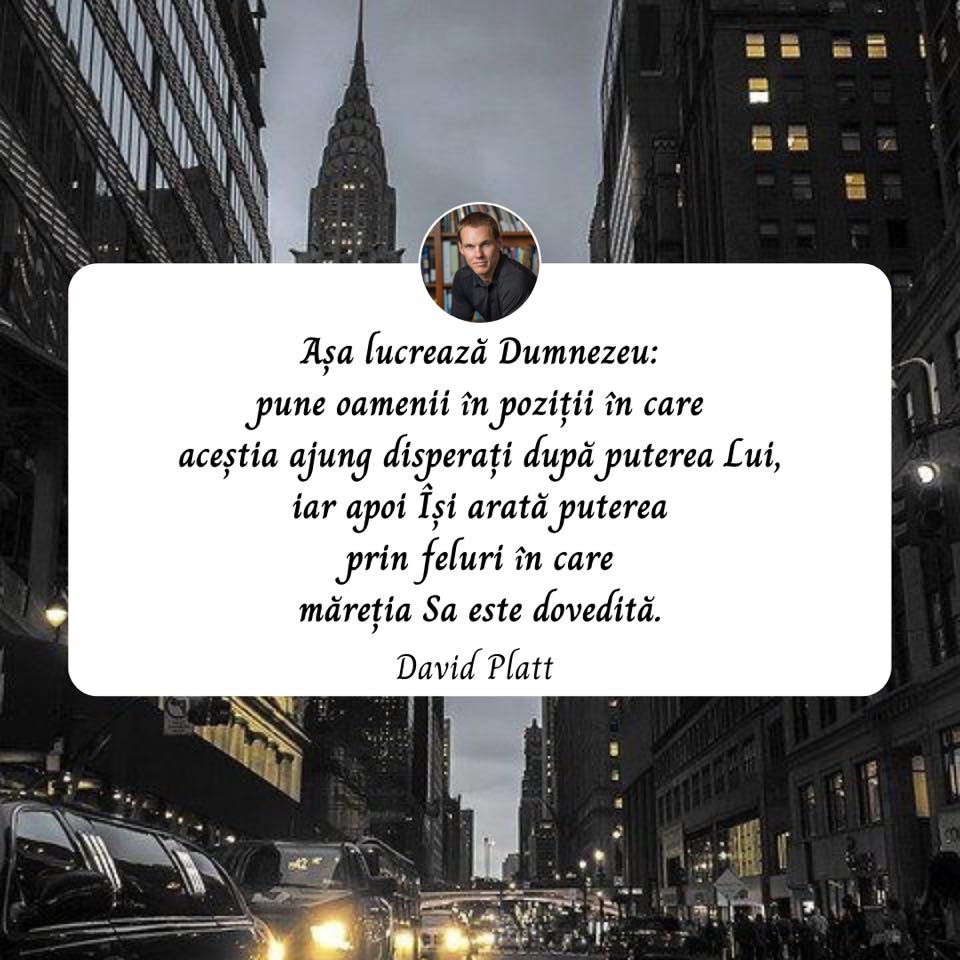 Așa lucrează Dumnezeu:
pune oamenii în poziții în care
aceștia ajung disperați după puterea Lui,
iar apoi Își arată puterea
prin feluri în care
măreția Sa este dovedită.
David Platt